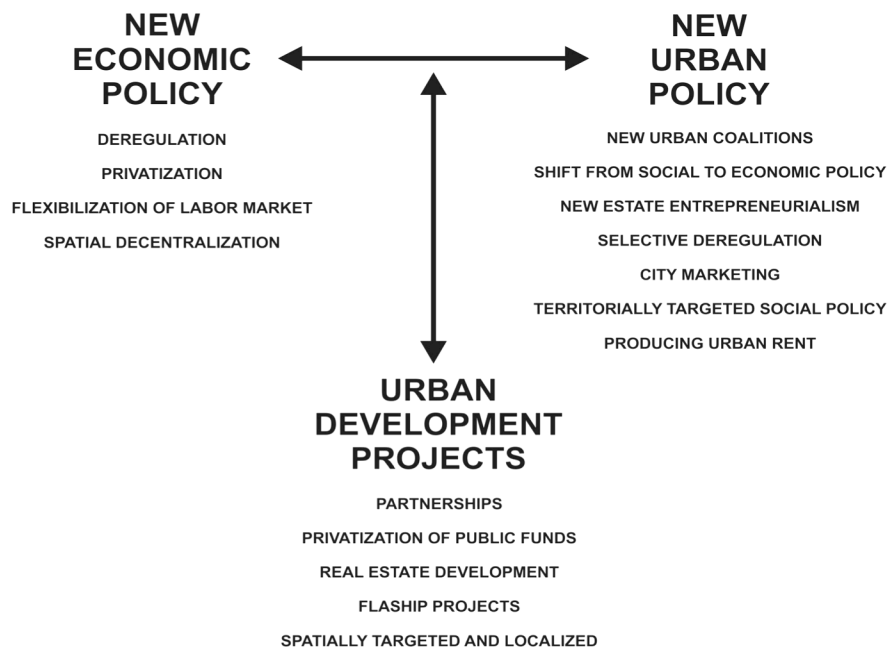 NEW
ECONOMIC
POLICY
DEREGULATION
PRIVATIZATION
FLEXIBILIZATION OF LABOR MARKET
SPATIAL DECENTRALIZATION
NEW
URBAN
POLICY
NEW URBAN COALITIONS
SHIFT FROM SOCIAL TO ECONOMIC POLICY
NEW ESTATE ENTREPRENEURIALISM
SELECTIVE DEREGULATION
CITY MARKETING
TERRITORIALLY TARGETED SOCIAL POLICY
PRODUCING URBAN RENT
URBAN
DEVELOPMENT
PROJECTS
PARTNERSHIPS
PRIVATIZATION OF PUBLIC FUNDS
REAL ESTATE DEVELOPMENT
FLASHIP PROJECTS
SPATIALLY TARGETED AND LOCALIZED